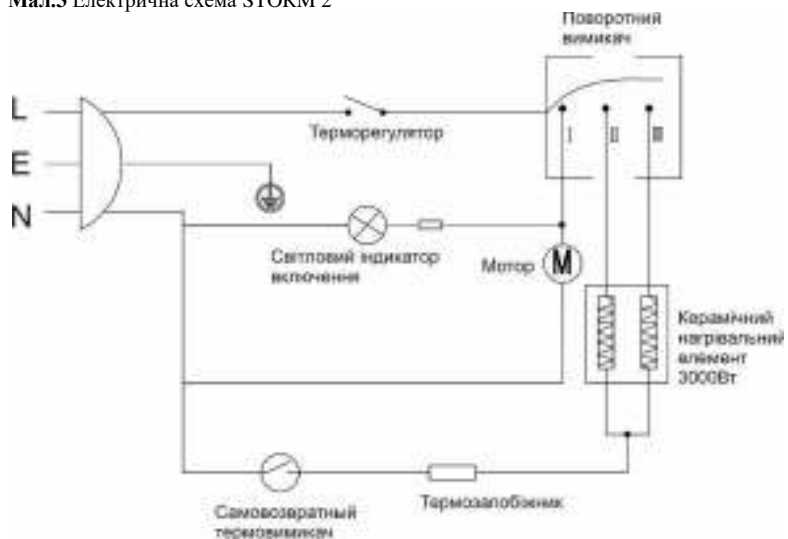 Мал.3 Електрична схема STORM 2
Поворотний
вимикач
L
Терморегулятор
I II III
E
N
Світловий індикатор
включення
Мотор M
Керамічний
нагрівальний
елемент
3000Вт
Самовозвратный
термовимикач
Термозапобіжник